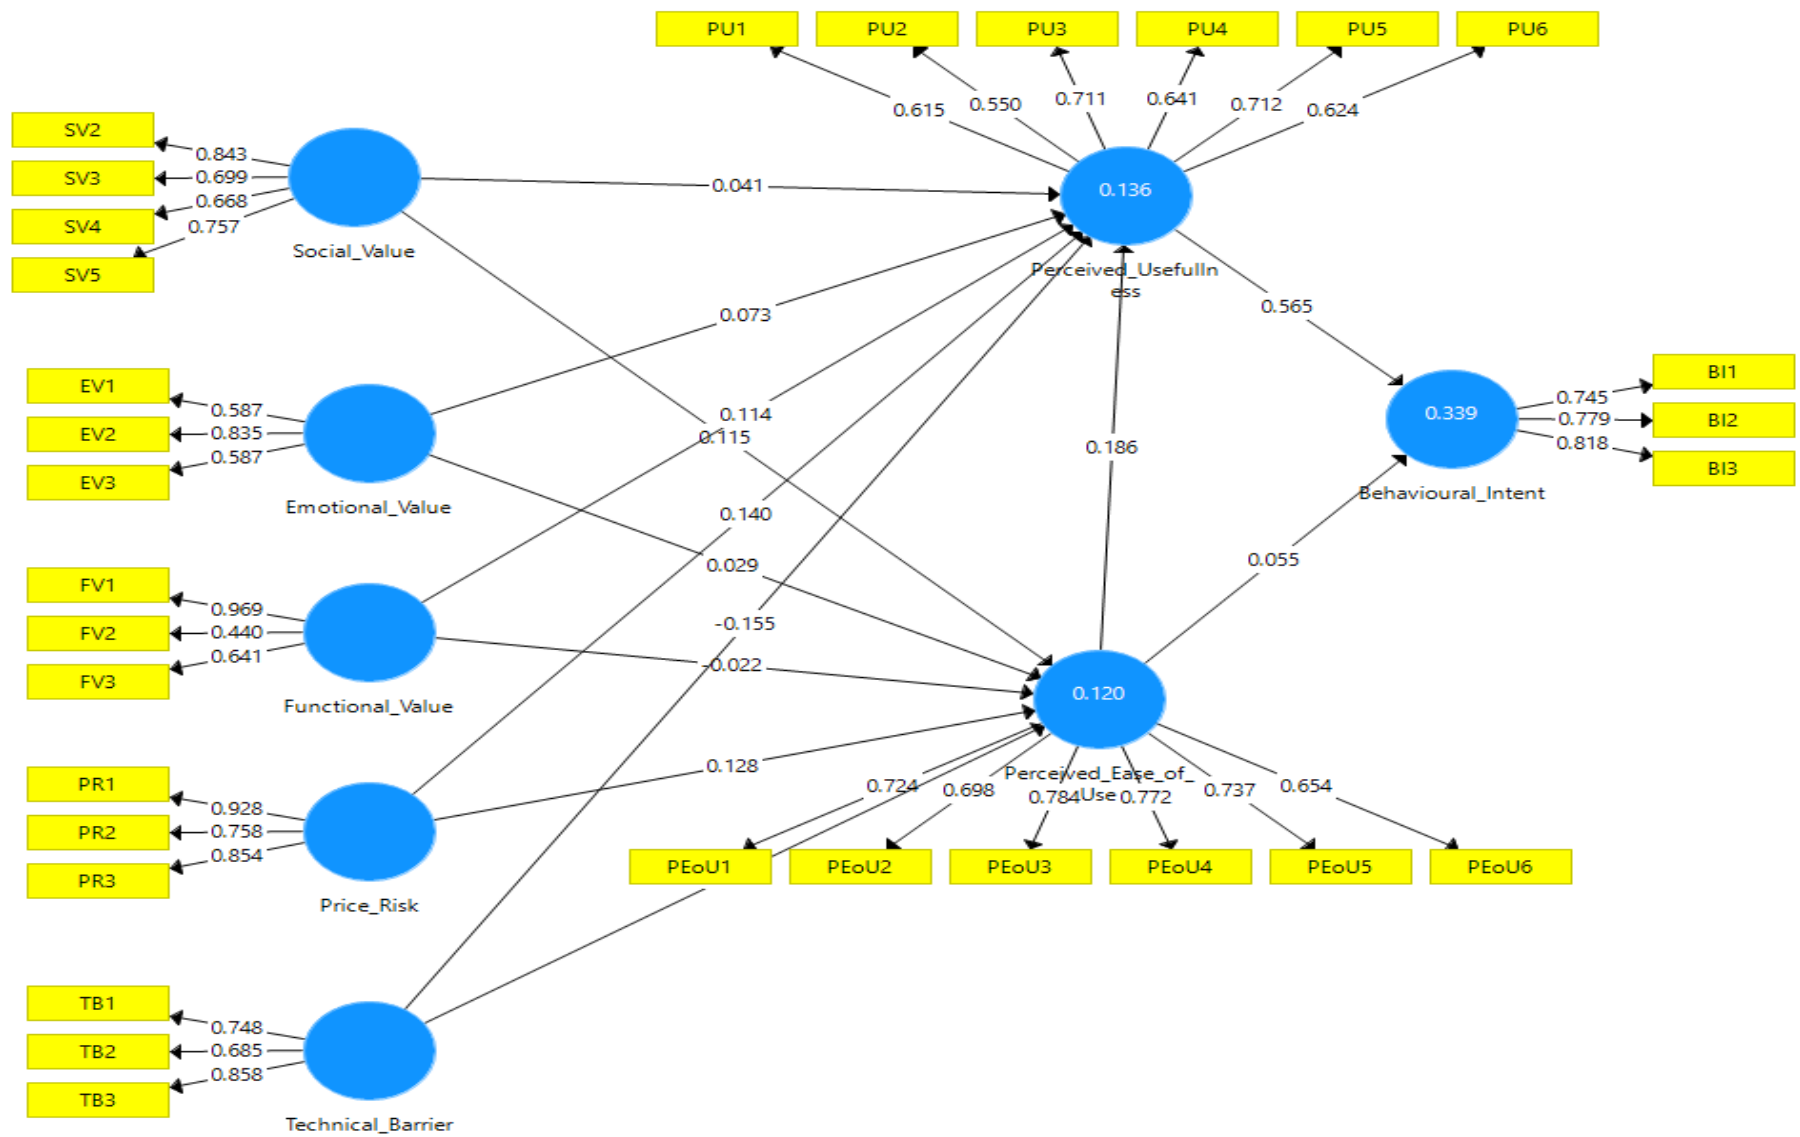 PU1
PU2
PU3
PU4
PU5
PU6
0.615
0.550
0.711
0.641
0.712
0.624
SV2
SV3
SV4
SV5
0.843
0.699
0.668
0.757
Social_Value
0.041
0.136
Perceived_Usefulln
ess
0.073
0.565
EV1
EV2
EV3
0.587
0.835
0.587
Emotional_Value
0.114
0.115
0.186
0.339
Behavioural_Intent
0.745
0.779
0.818
BI1
BI2
BI3
0.140
0.029
0.055
FV1
FV2
FV3
0.969
0.440
0.641
Functional_Value
-0.155
-0.022
0.120
Perceived_Ease_of_
Use
PR1
PR2
PR3
0.928
0.758
0.854
Price_Risk
0.128
0.724
0.698
0.784
0.772
0.737
0.654
PEoU1
PEoU2
PEoU3
PEoU4
PEoU5
PEoU6
TB1
TB2
TB3
0.748
0.685
0.858
Technical_Barrier